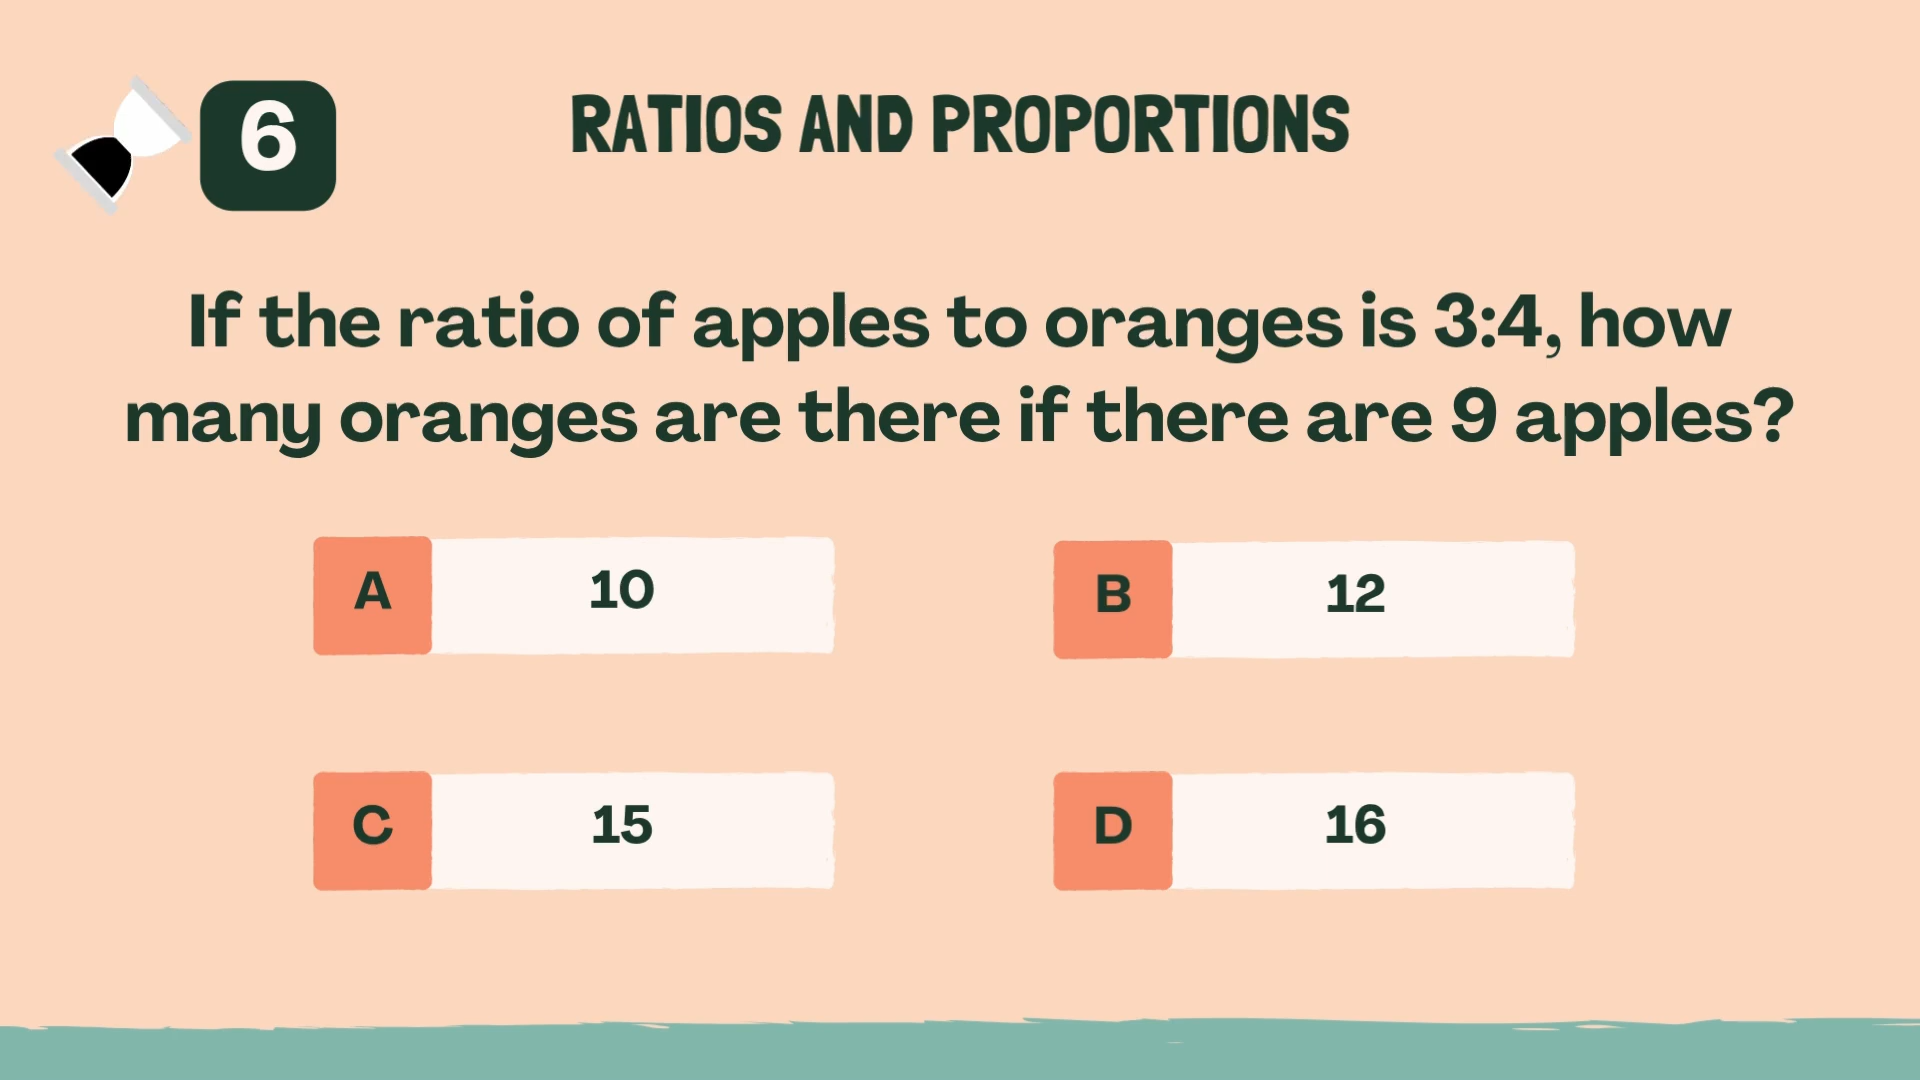 6
RATIOS AND PROPORTIONS
If the ratio of apples to oranges is 3:4, how
many oranges are there if there are 9 apples?
A 10
B 12
C 15
D 16